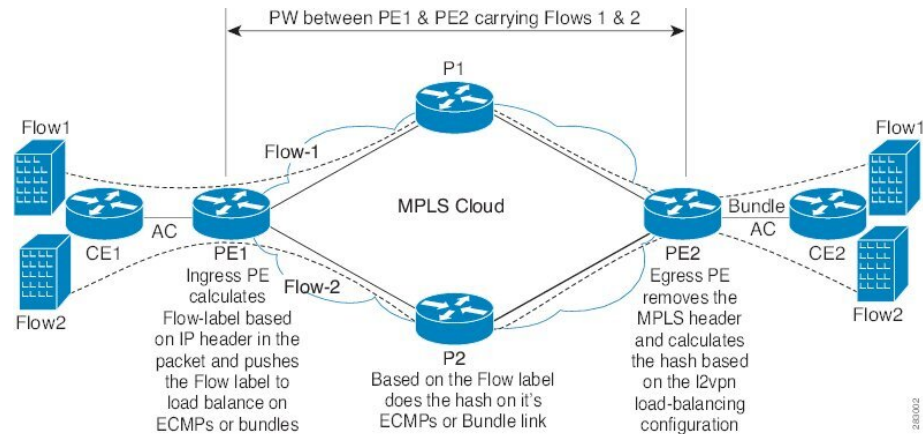 PW between PE1 & PE2 carrying Flows 1 & 2
P1
Flow1
Flow1
Flow-1
MPLS Cloud
Bundle
AC
AC
CE1
PE1
PE2
CE2
Flow-2
Flow2
Flow2
Ingress PE
calculates
Flow-label based
on IP header in the
packet and pushes
the Flow label to
load balance on
ECMPs or bundles
P2
Based on the Flow label
does the hash on it's
ECMPs or Bundle link
Egress PE
removes the
MPLS header
and calculates
the hash based
on the l2vpn
load-balancing
configuration
283002